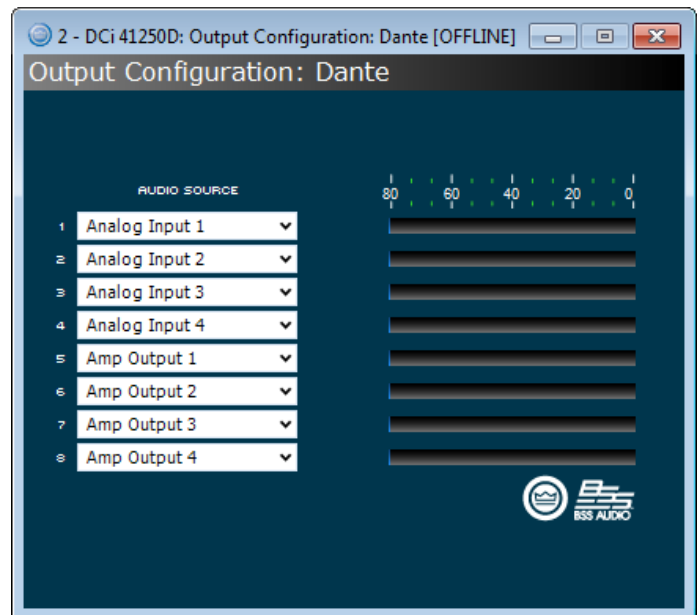 2 - DCi 41250D: Output Configuration: Dante [OFFLINE]
Output Configuration: Dante
AUDIO SOURCE
80 60 40 20 0
1 Analog Input 1
2 Analog Input 2
3 Analog Input 3
4 Analog Input 4
5 Amp Output 1
6 Amp Output 2
7 Amp Output 3
8 Amp Output 4
BSS
BSS AUDIO